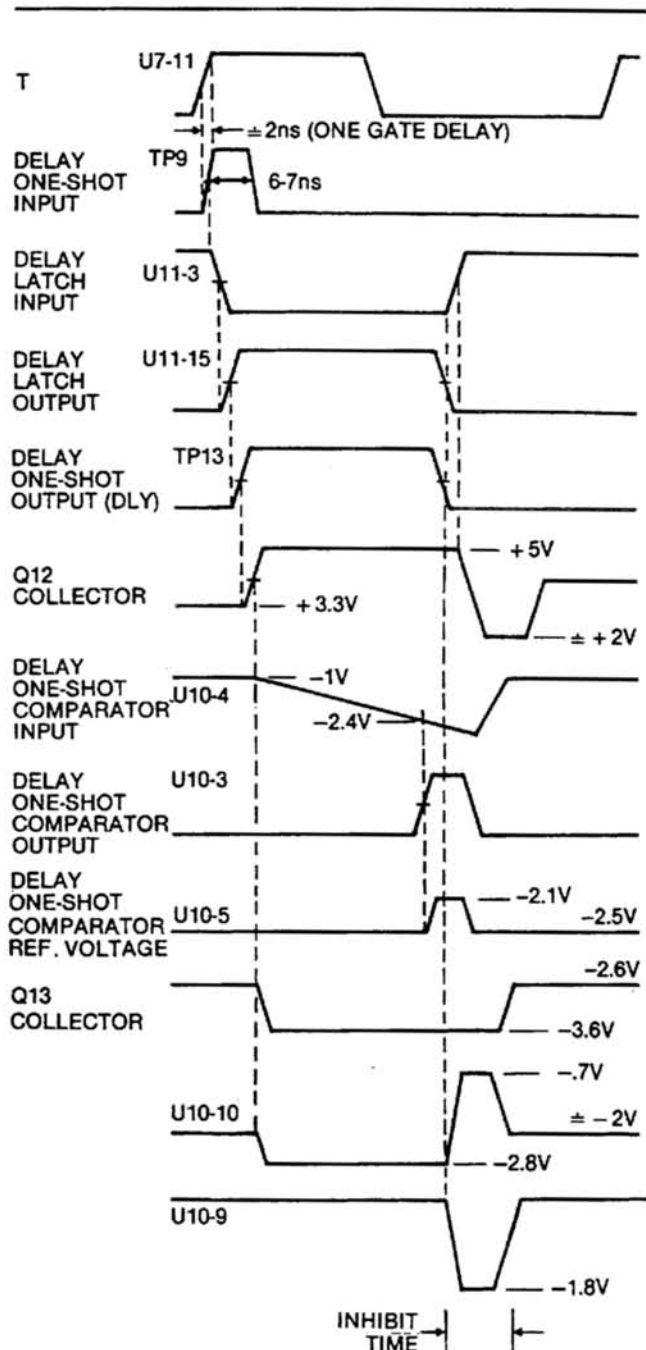 U7-11
T
≐2ns (ONE GATE DELAY)
DELAY
ONE-SHOT
INPUT
TP9
6-7ns
DELAY
LATCH
INPUT
U11-3
DELAY
LATCH
OUTPUT
U11-15
DELAY
ONE-SHOT
OUTPUT (DLY)
TP13
Q12
COLLECTOR
+5V
+3.3V
≐ +2V
DELAY
ONE-SHOT
COMPARATOR
INPUT
U10-4
−1V
−2.4V
DELAY
ONE-SHOT
COMPARATOR
OUTPUT
U10-3
DELAY
ONE-SHOT
COMPARATOR
REF. VOLTAGE
U10-5
−2.1V
−2.5V
Q13
COLLECTOR
−2.6V
−3.6V
U10-10
−.7V
≐ −2V
−2.8V
U10-9
−1.8V
INHIBIT
TIME